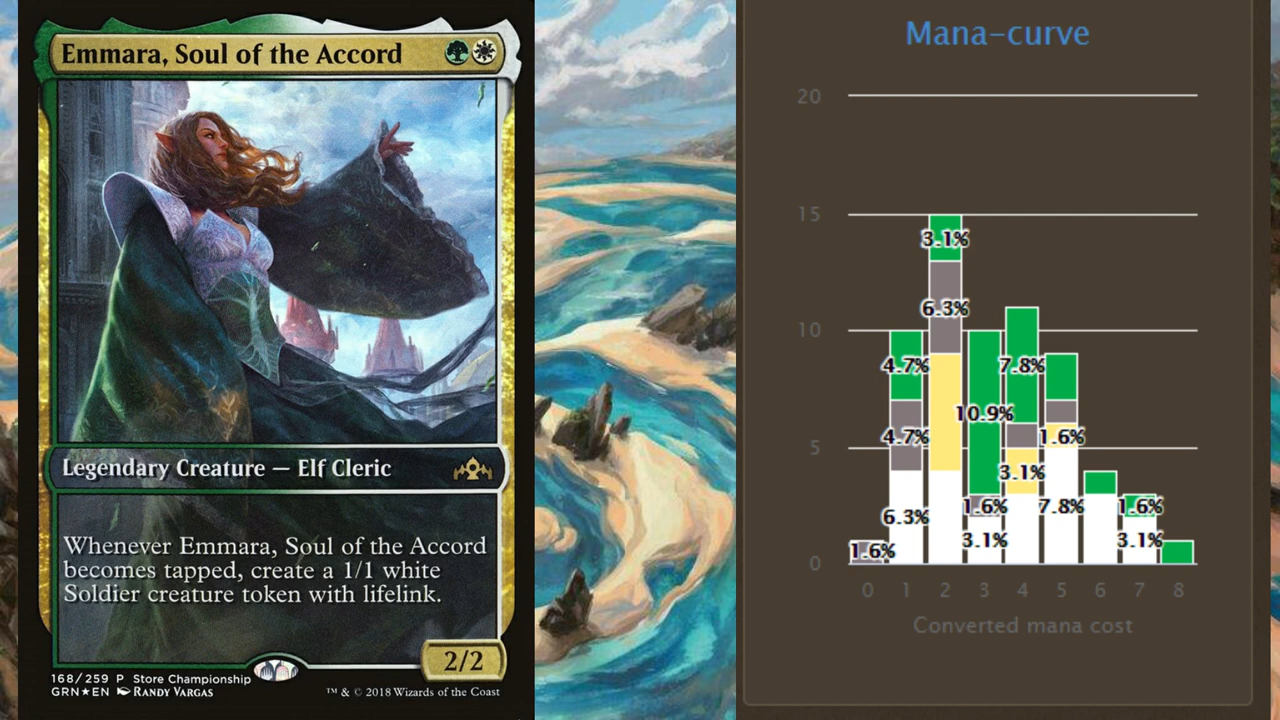 Emmara, Soul of the Accord
Legendary Creature — Elf Cleric
Whenever Emmara, Soul of the Accord
becomes tapped, create a 1/1 white
Soldier creature token with lifelink.
2/2
168/259 P Store Championship
GRN★EN RANDY VARGAS
™ & © 2018 Wizards of the Coast
Mana-curve
20
15
10
5
0
3.1%
6.3%
4.7%
7.8%
10.9%
4.7%
1.6%
3.1%
6.3%
1.6%
7.8%
1.6%
3.1%
3.1%
1.6%
0 1 2 3 4 5 6 7 8
Converted mana cost